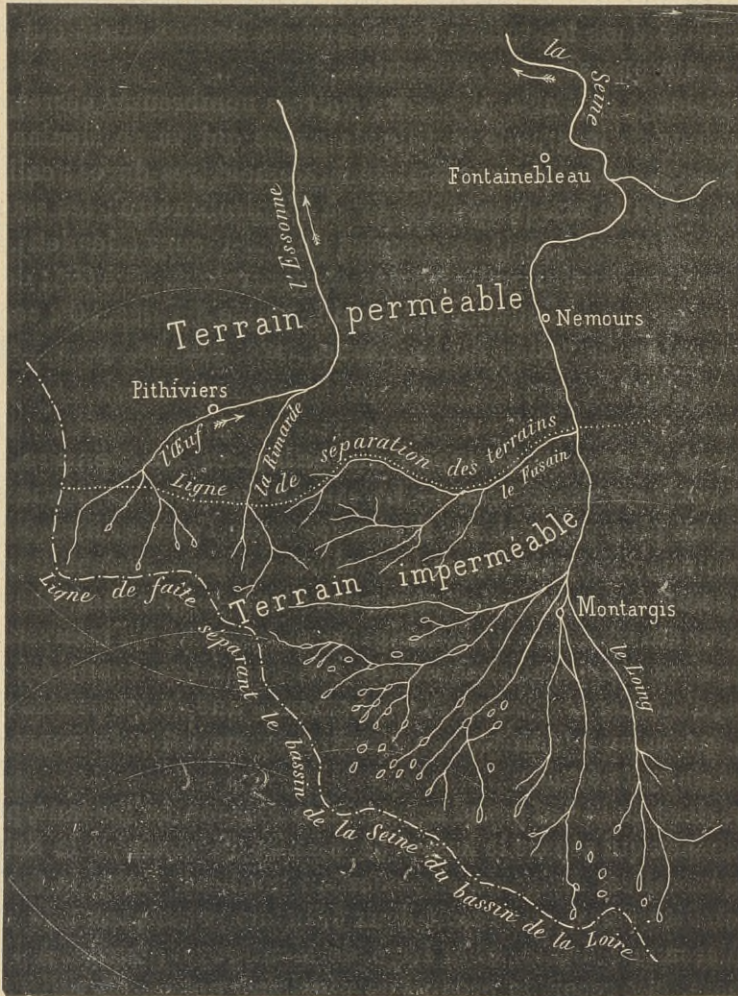 la Seine
Fontainebleau
l'Essonne
Terrain perméable
Nemours
Pithiviers
l'Œuf
la Rimarde
Ligne de séparation des terrains
le Fusain
Terrain imperméable
Ligne de faite séparant le bassin de la Seine du bassin de la Loire
Montargis
le Loing